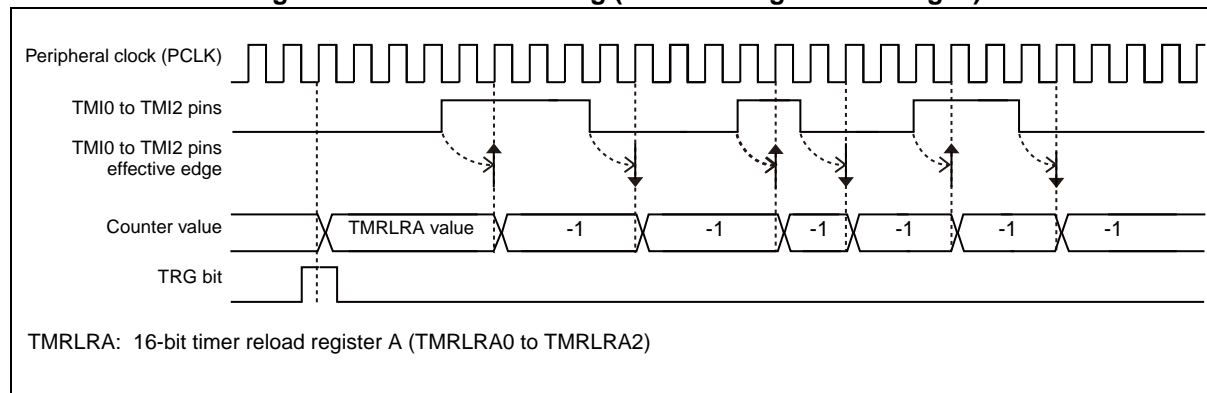 Peripheral clock (PCLK)
TMI0 to TMI2 pins
TMI0 to TMI2 pins
effective edge
Counter value
TMRLRA value
-1
-1
-1
-1
-1
-1
TRG bit
TMRLRA: 16-bit timer reload register A (TMRLRA0 to TMRLRA2)